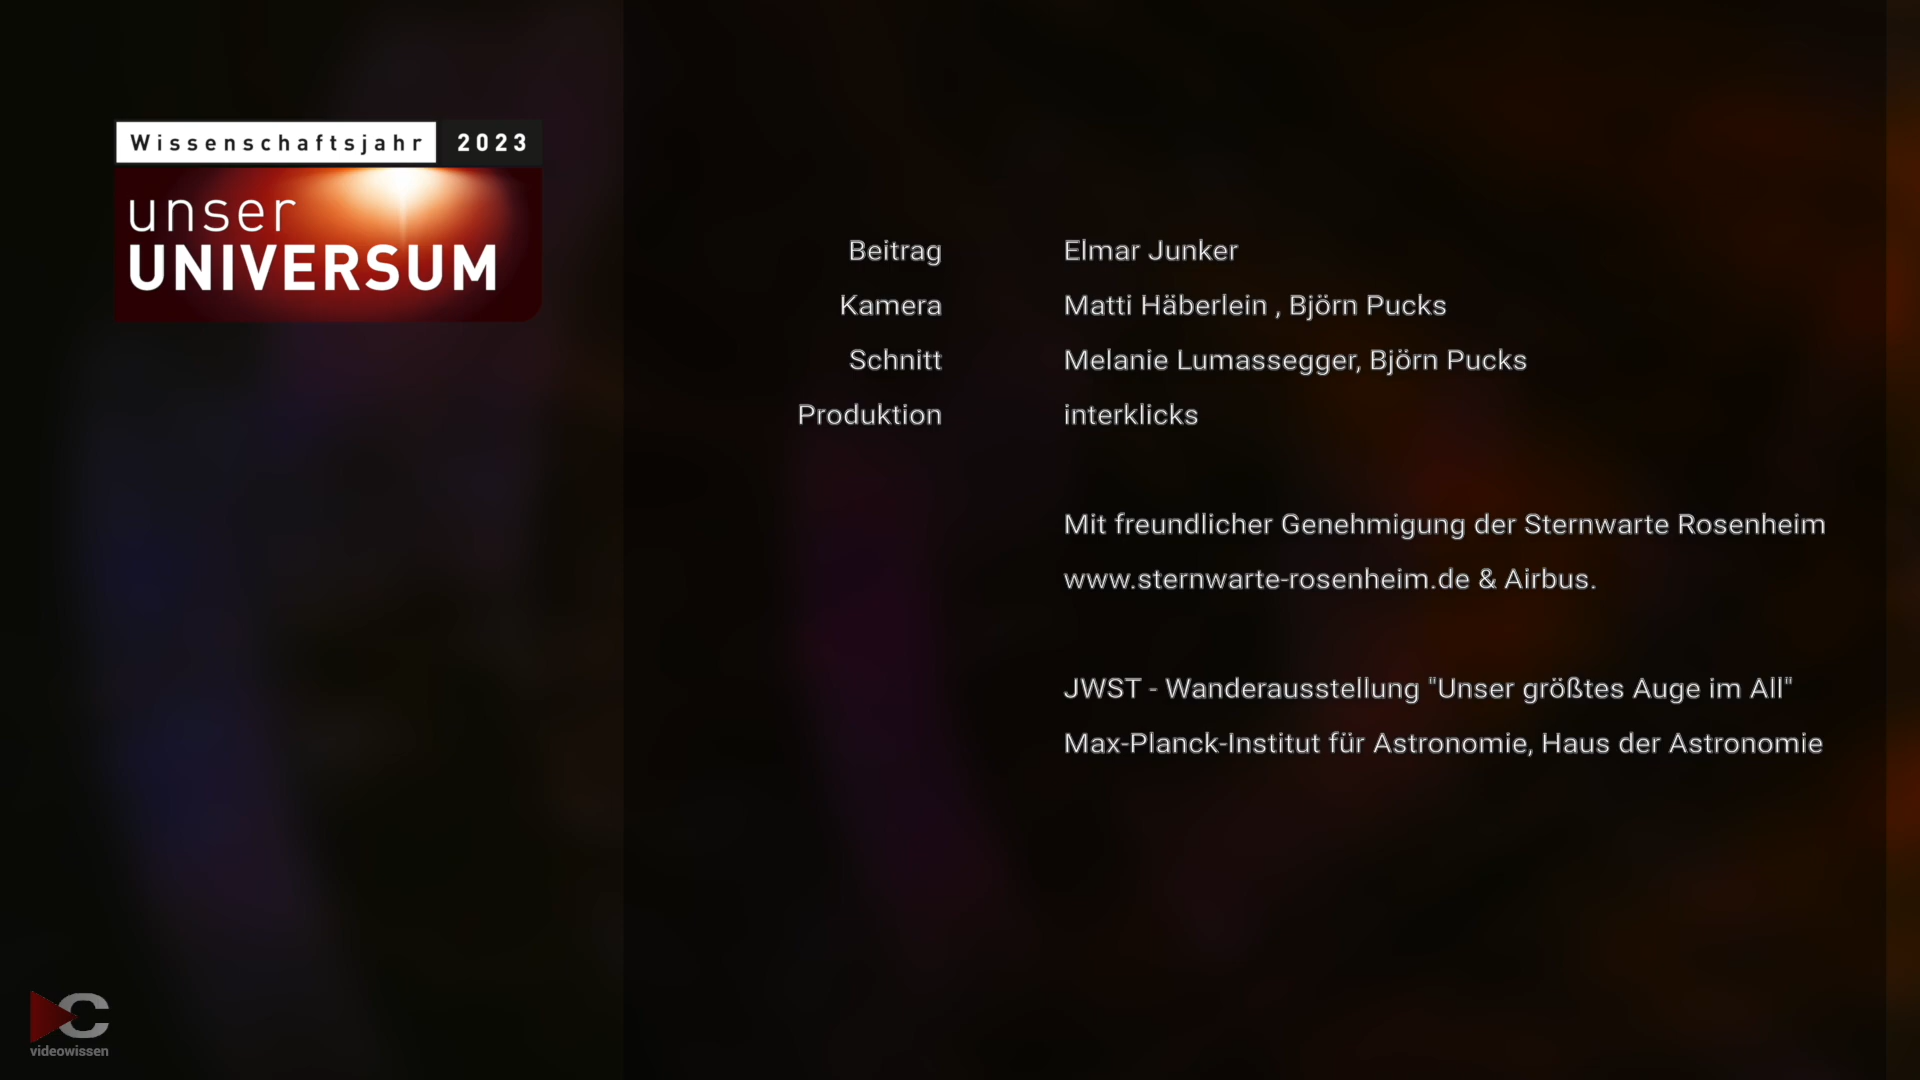 Wissenschaftsjahr 2023
unser
UNIVERSUM
Beitrag Elmar Junker
Kamera Matti Häberlein , Björn Pucks
Schnitt Melanie Lumassegger, Björn Pucks
Produktion interklicks
Mit freundlicher Genehmigung der Sternwarte Rosenheim
www.sternwarte-rosenheim.de & Airbus.
JWST - Wanderausstellung "Unser größtes Auge im All"
Max-Planck-Institut für Astronomie, Haus der Astronomie
C
videowissen